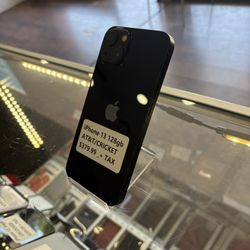 iPhone 13 128gb
AT&T/CRICKET
$379.99 + TAX